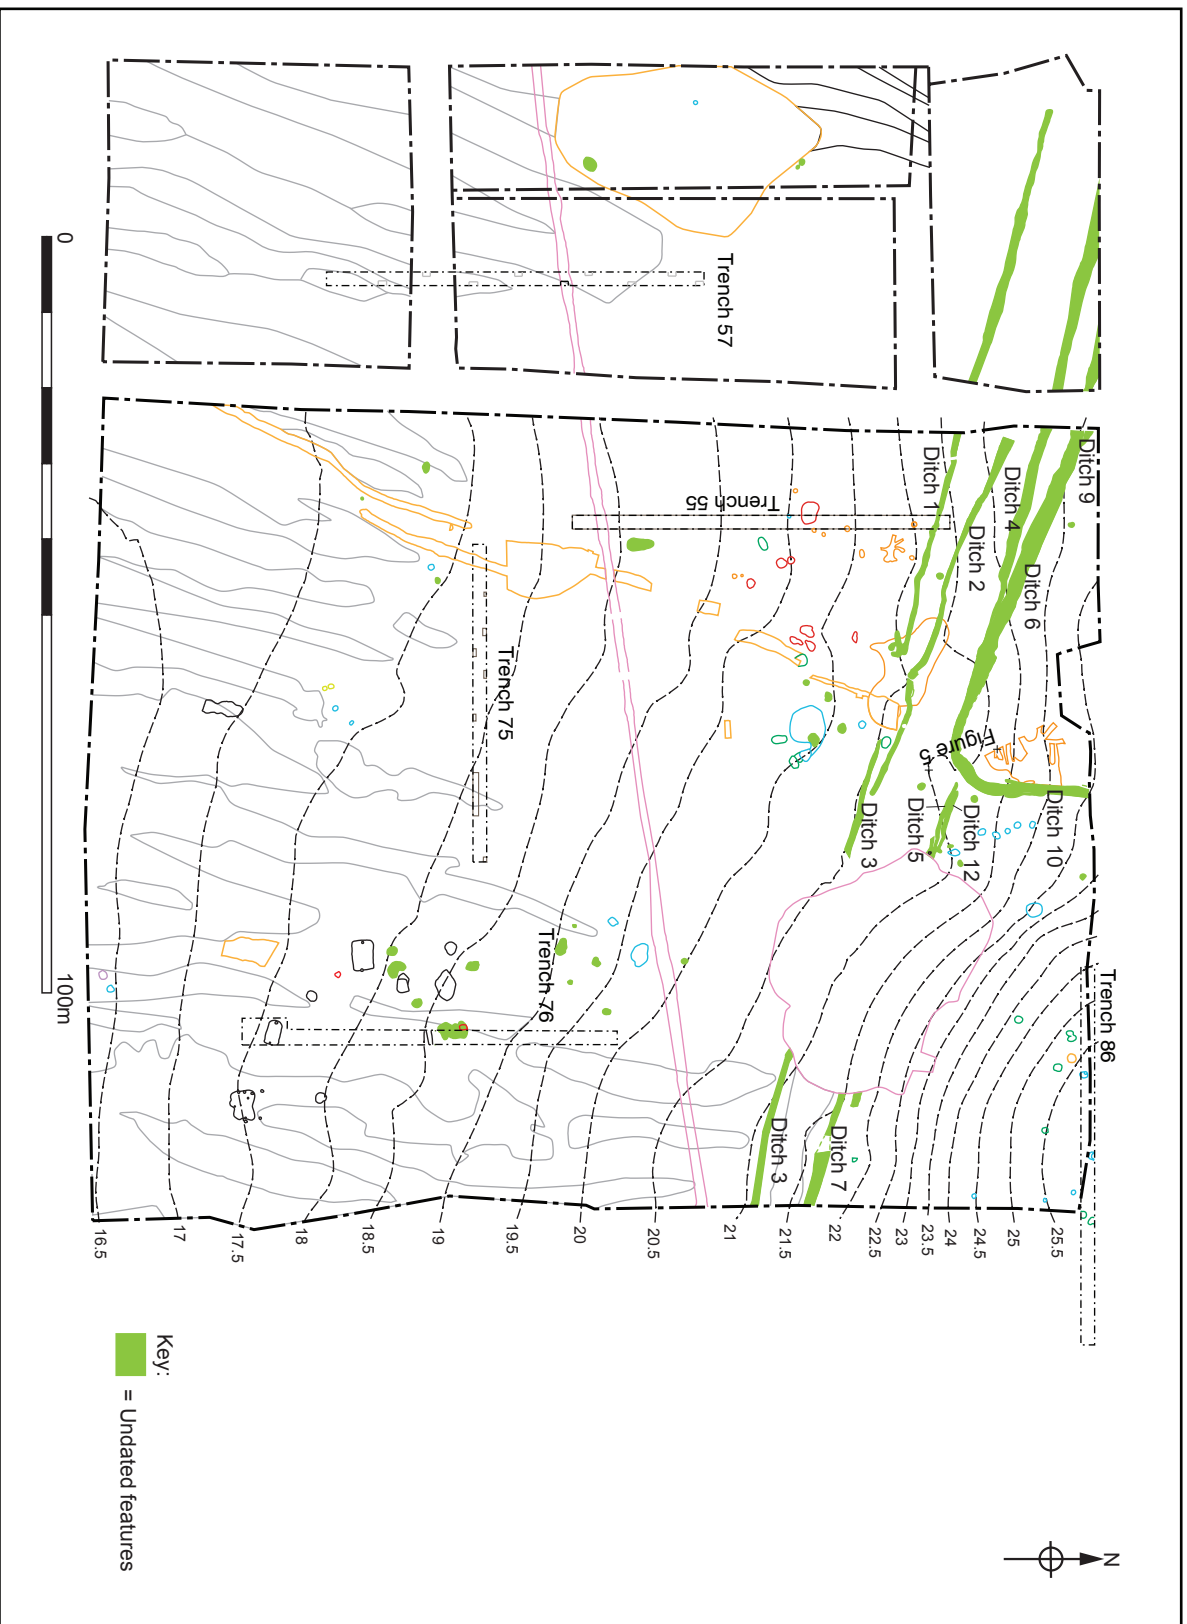 Trench 57
Trench 55
Trench 75
Trench 76
Trench 86
Ditch 9
Ditch 1
Ditch 4
Ditch 2
Ditch 6
Figure 5
Ditch 10
Ditch 12
Ditch 5
Ditch 3
Ditch 3
Ditch 7
16.5
17
17.5
18
18.5
19
19.5
20
20.5
21
21.5
22
22.5
23
23.5
24
24.5
25
25.5
0
100m
Key:
= Undated features
N